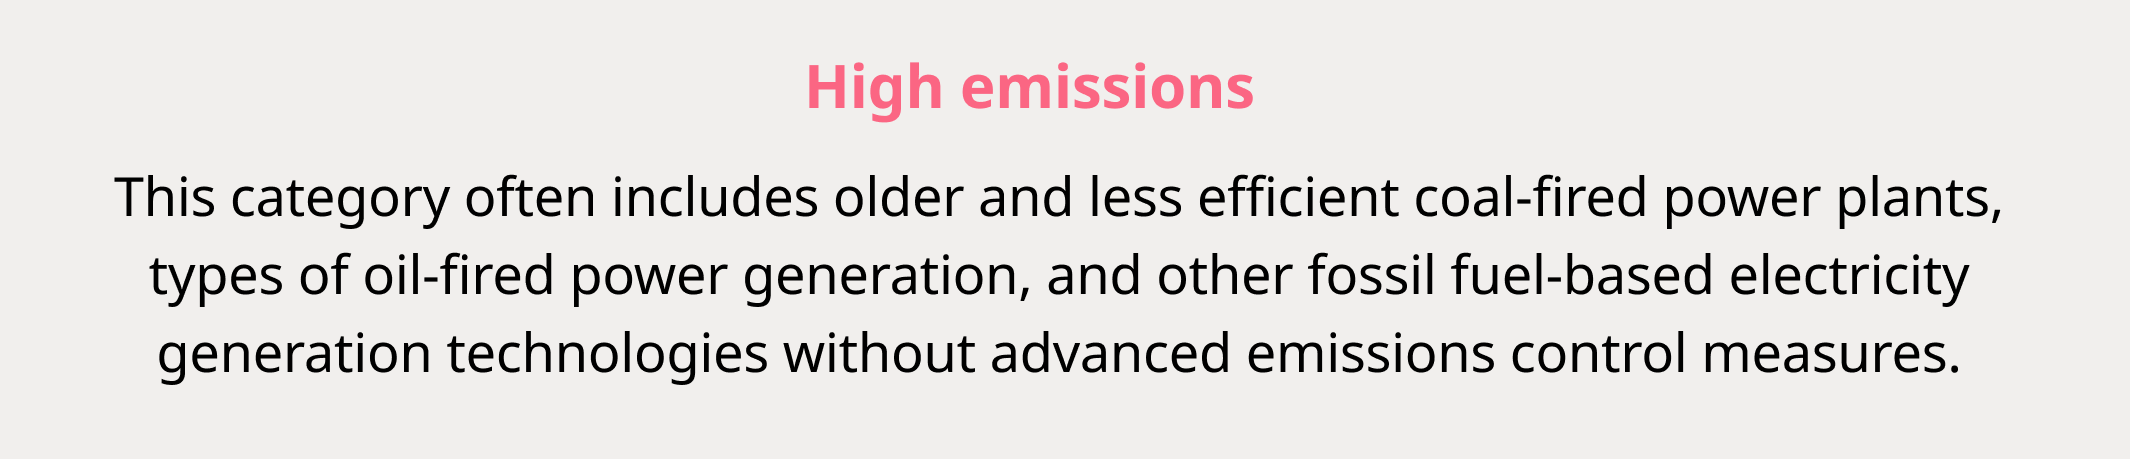 High emissions
This category often includes older and less efficient coal-fired power plants,
types of oil-fired power generation, and other fossil fuel-based electricity
generation technologies without advanced emissions control measures.